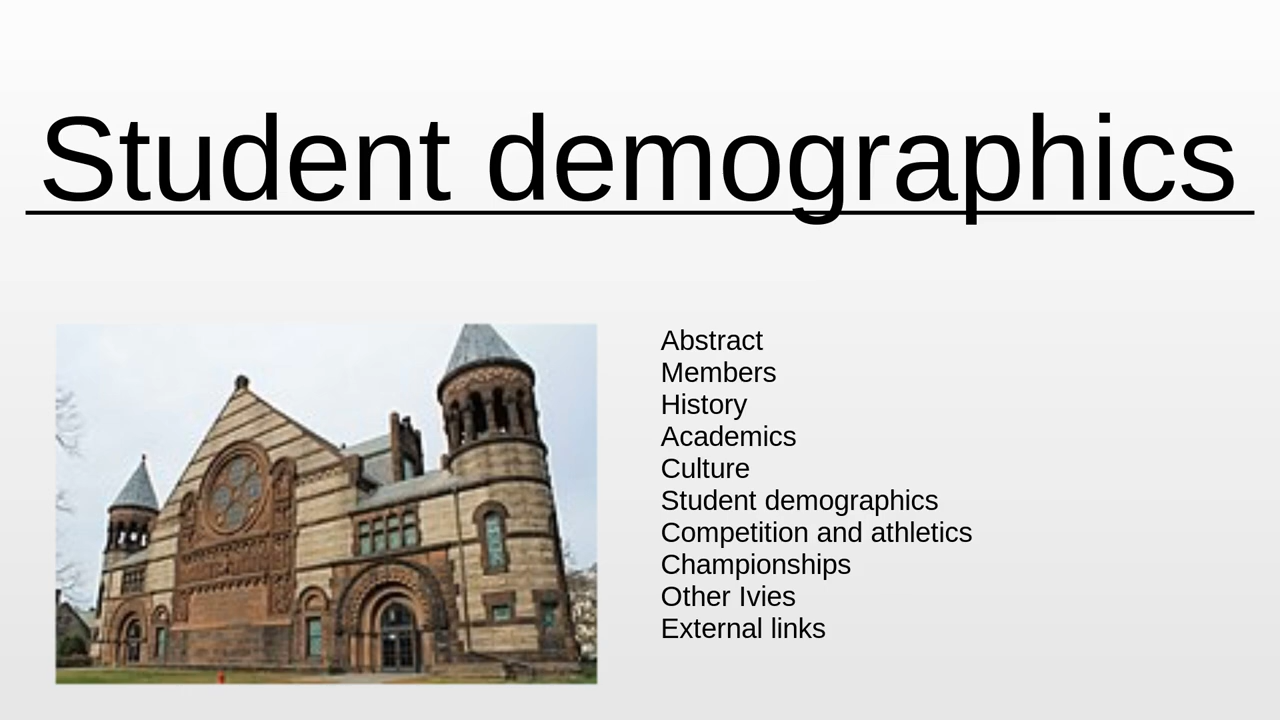 Student demographics
Abstract
Members
History
Academics
Culture
Student demographics
Competition and athletics
Championships
Other Ivies
External links